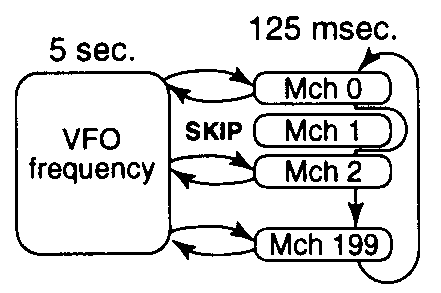 5 sec.
125 msec.
VFO
frequency
SKIP
Mch 0
Mch 1
Mch 2
Mch 199